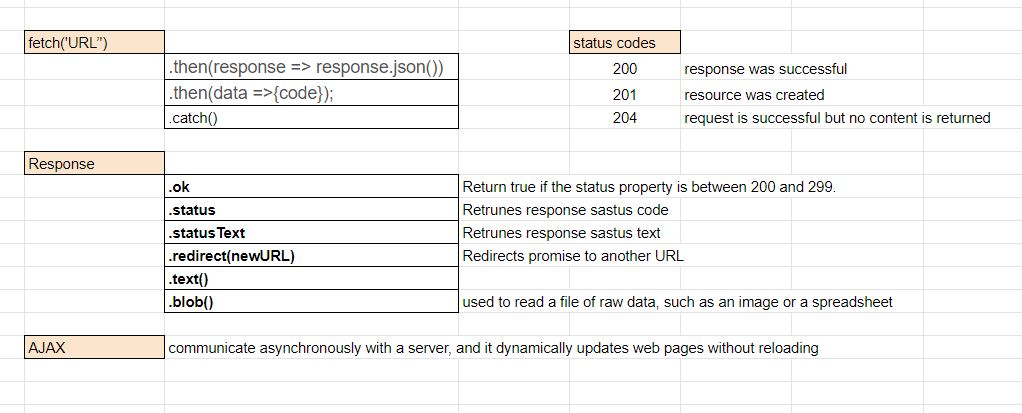 fetch('URL”)
.then(response => response.json())
.then(data =>{code});
.catch()
status codes
200 response was successful
201 resource was created
204 request is successful but no content is returned
Response
.ok Return true if the status property is between 200 and 299.
.status Retrunes response sastus code
.statusText Retrunes response sastus text
.redirect(newURL) Redirects promise to another URL
.text()
.blob() used to read a file of raw data, such as an image or a spreadsheet
AJAX communicate asynchronously with a server, and it dynamically updates web pages without reloading